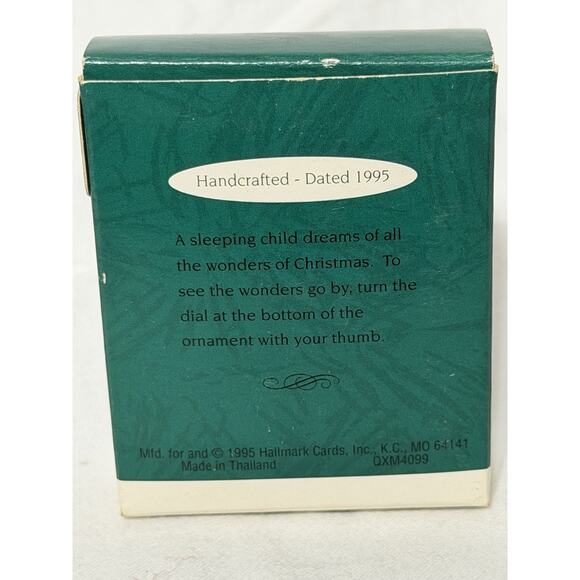 Handcrafted - Dated 1995
A sleeping child dreams of all
the wonders of Christmas. To
see the wonders go by, turn the
dial at the bottom of the
ornament with your thumb.
Mfd. for and © 1995 Hallmark Cards, Inc., K.C., MO 64141
Made in Thailand QXM4099